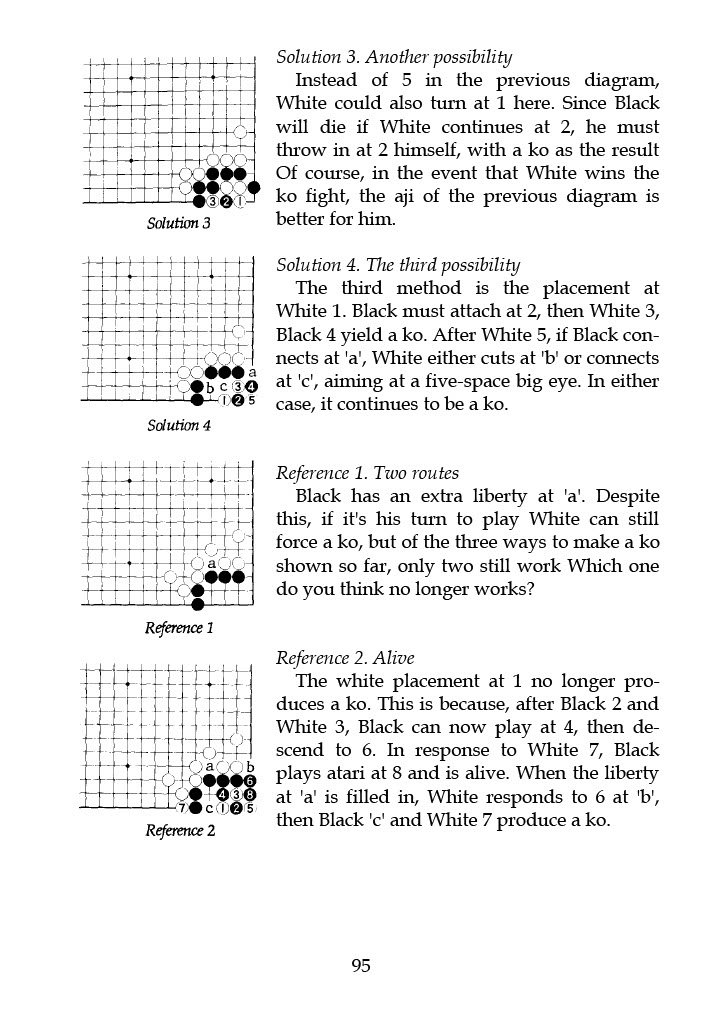 Solution 3. Another possibility
Instead of 5 in the previous diagram,
White could also turn at 1 here. Since Black
will die if White continues at 2, he must
throw in at 2 himself, with a ko as the result
Of course, in the event that White wins the
ko fight, the aji of the previous diagram is
better for him.
3 2 1
Solution 3
Solution 4. The third possibility
The third method is the placement at
White 1. Black must attach at 2, then White 3,
Black 4 yield a ko. After White 5, if Black con-
nects at 'a', White either cuts at 'b' or connects
at 'c', aiming at a five-space big eye. In either
case, it continues to be a ko.
a
b c 3 4
1 2 5
Solution 4
Reference 1. Two routes
Black has an extra liberty at 'a'. Despite
this, if it's his turn to play White can still
force a ko, but of the three ways to make a ko
shown so far, only two still work Which one
do you think no longer works?
a
Reference 1
Reference 2. Alive
The white placement at 1 no longer pro-
duces a ko. This is because, after Black 2 and
White 3, Black can now play at 4, then de-
scend to 6. In response to White 7, Black
plays atari at 8 and is alive. When the liberty
at 'a' is filled in, White responds to 6 at 'b',
then Black 'c' and White 7 produce a ko.
a b
6
4 3 8
7 c 1 2 5
Reference 2
95